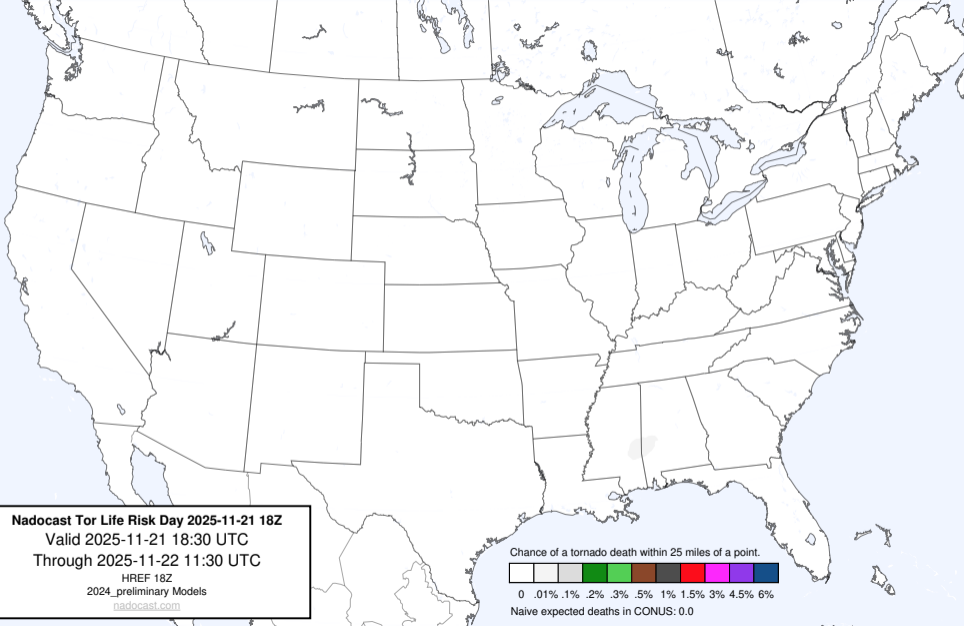 Nadocast Tor Life Risk Day 2025-11-21 18Z
Valid 2025-11-21 18:30 UTC
Through 2025-11-22 11:30 UTC
HREF 18Z
2024_preliminary Models
nadocast.com
Chance of a tornado death within 25 miles of a point.
0 .01% .1% .2% .3% .5% 1% 1.5% 3% 4.5% 6%
Naive expected deaths in CONUS: 0.0